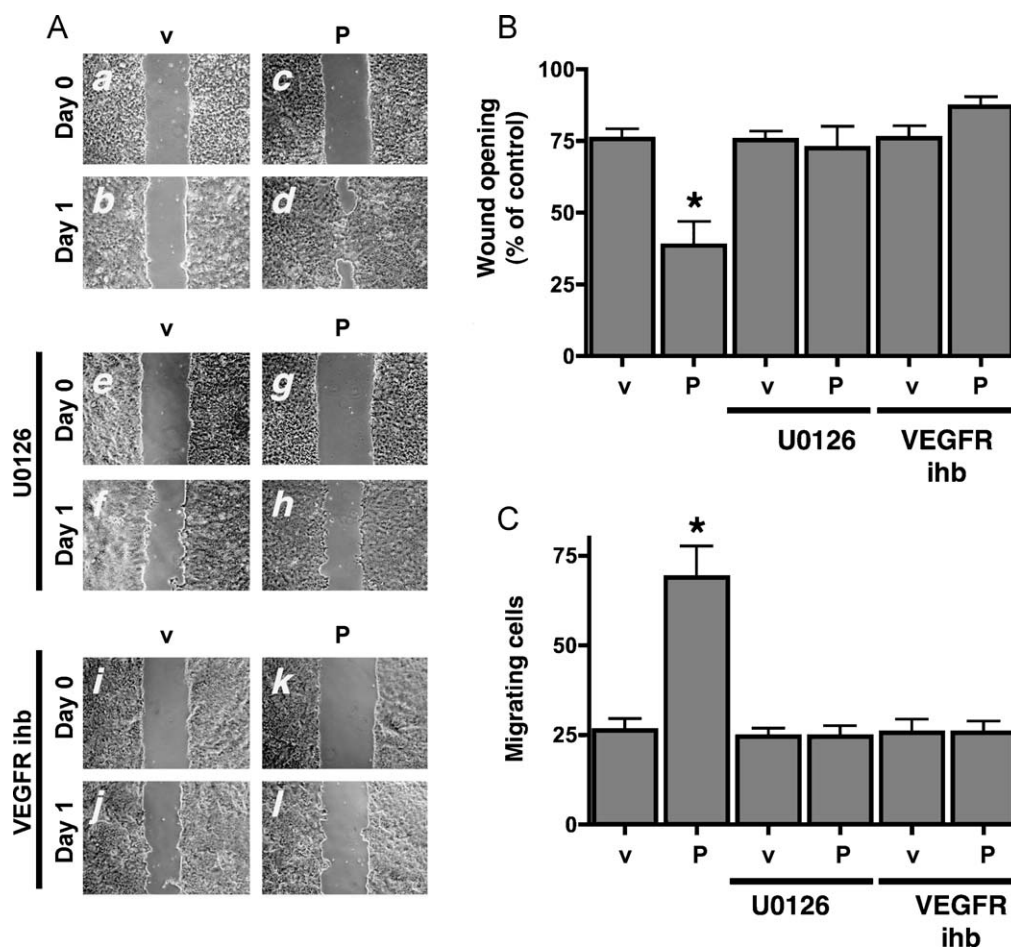 A
v
P
Day 0
a
c
Day 1
b
d
v
P
U0126
Day 0
e
g
Day 1
f
h
v
P
VEGFR ihb
Day 0
i
k
Day 1
j
l
B
Wound opening
(% of control)
100
75
50
25
0
*
v P v P v P
U0126 VEGFR
ihb
C
Migrating cells
75
50
25
0
*
v P v P v P
U0126 VEGFR
ihb